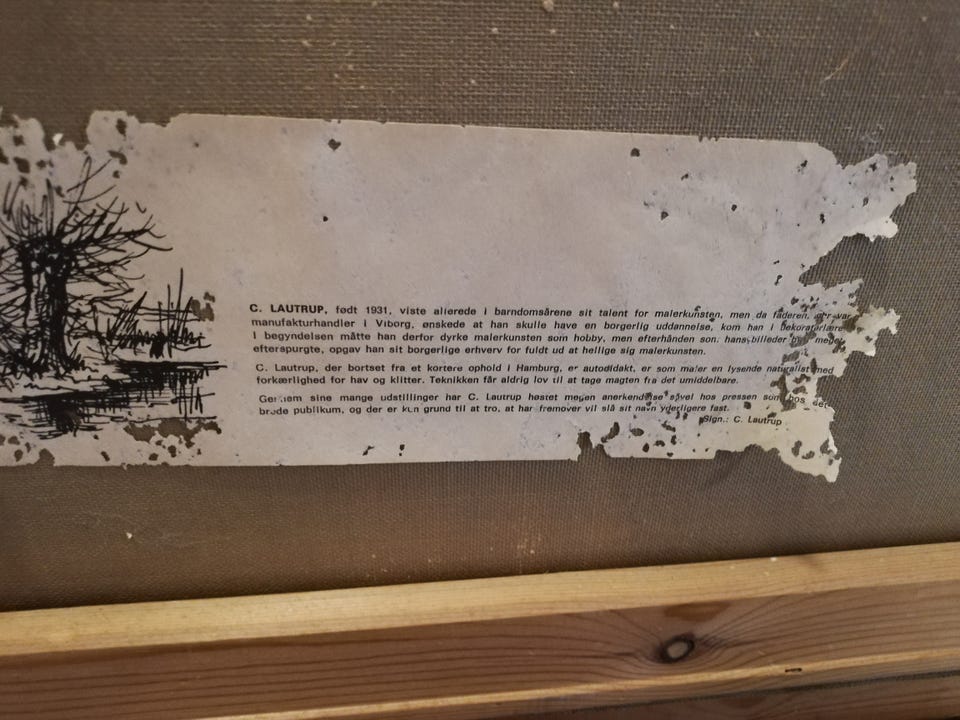 C. LAUTRUP, født 1931, viste allerede i barndomsårene sit talent for malerkunsten, men da faderen, der var
manufakturhandler i Viborg, ønskede at han skulle have en borgerlig uddannelse, kom han i dekoratørlære
I begyndelsen måtte han derfor dyrke malerkunsten som hobby, men efterhånden som hans billeder blev meget
efterspurgte, opgav han sit borgerlige erhverv for fuldt ud at hellige sig malerkunsten.
C. Lautrup, der bortset fra et kortere ophold i Hamburg, er autodidakt, er som maler en lysende naturalist med
forkærlighed for hav og klitter. Teknikken får aldrig lov til at tage magten fra det umiddelbare.
Gennem sine mange udstillinger har C. Lautrup høstet megen anerkendelse såvel hos pressen som hos det
brede publikum, og der er kun grund til at tro, at har fremover vil slå sit navn yderligere fast.
Sign.: C. Lautrup